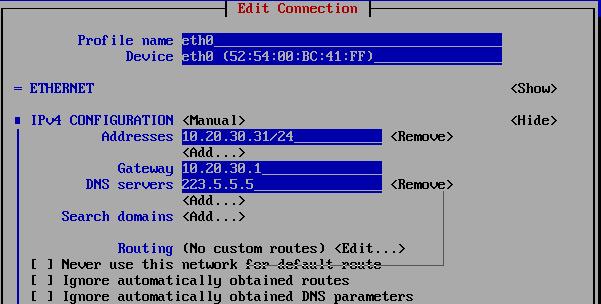 Edit Connection
Profile name eth0
Device eth0 (52:54:00:BC:41:FF)
= ETHERNET <Show>
IPv4 CONFIGURATION <Manual> <Hide>
Addresses 10.20.30.31/24 <Remove>
<Add...>
Gateway 10.20.30.1
DNS servers 223.5.5.5 <Remove>
<Add...>
Search domains <Add...>
Routing (No custom routes) <Edit...>
[ ] Never use this network for default route
[ ] Ignore automatically obtained routes
[ ] Ignore automatically obtained DNS parameters